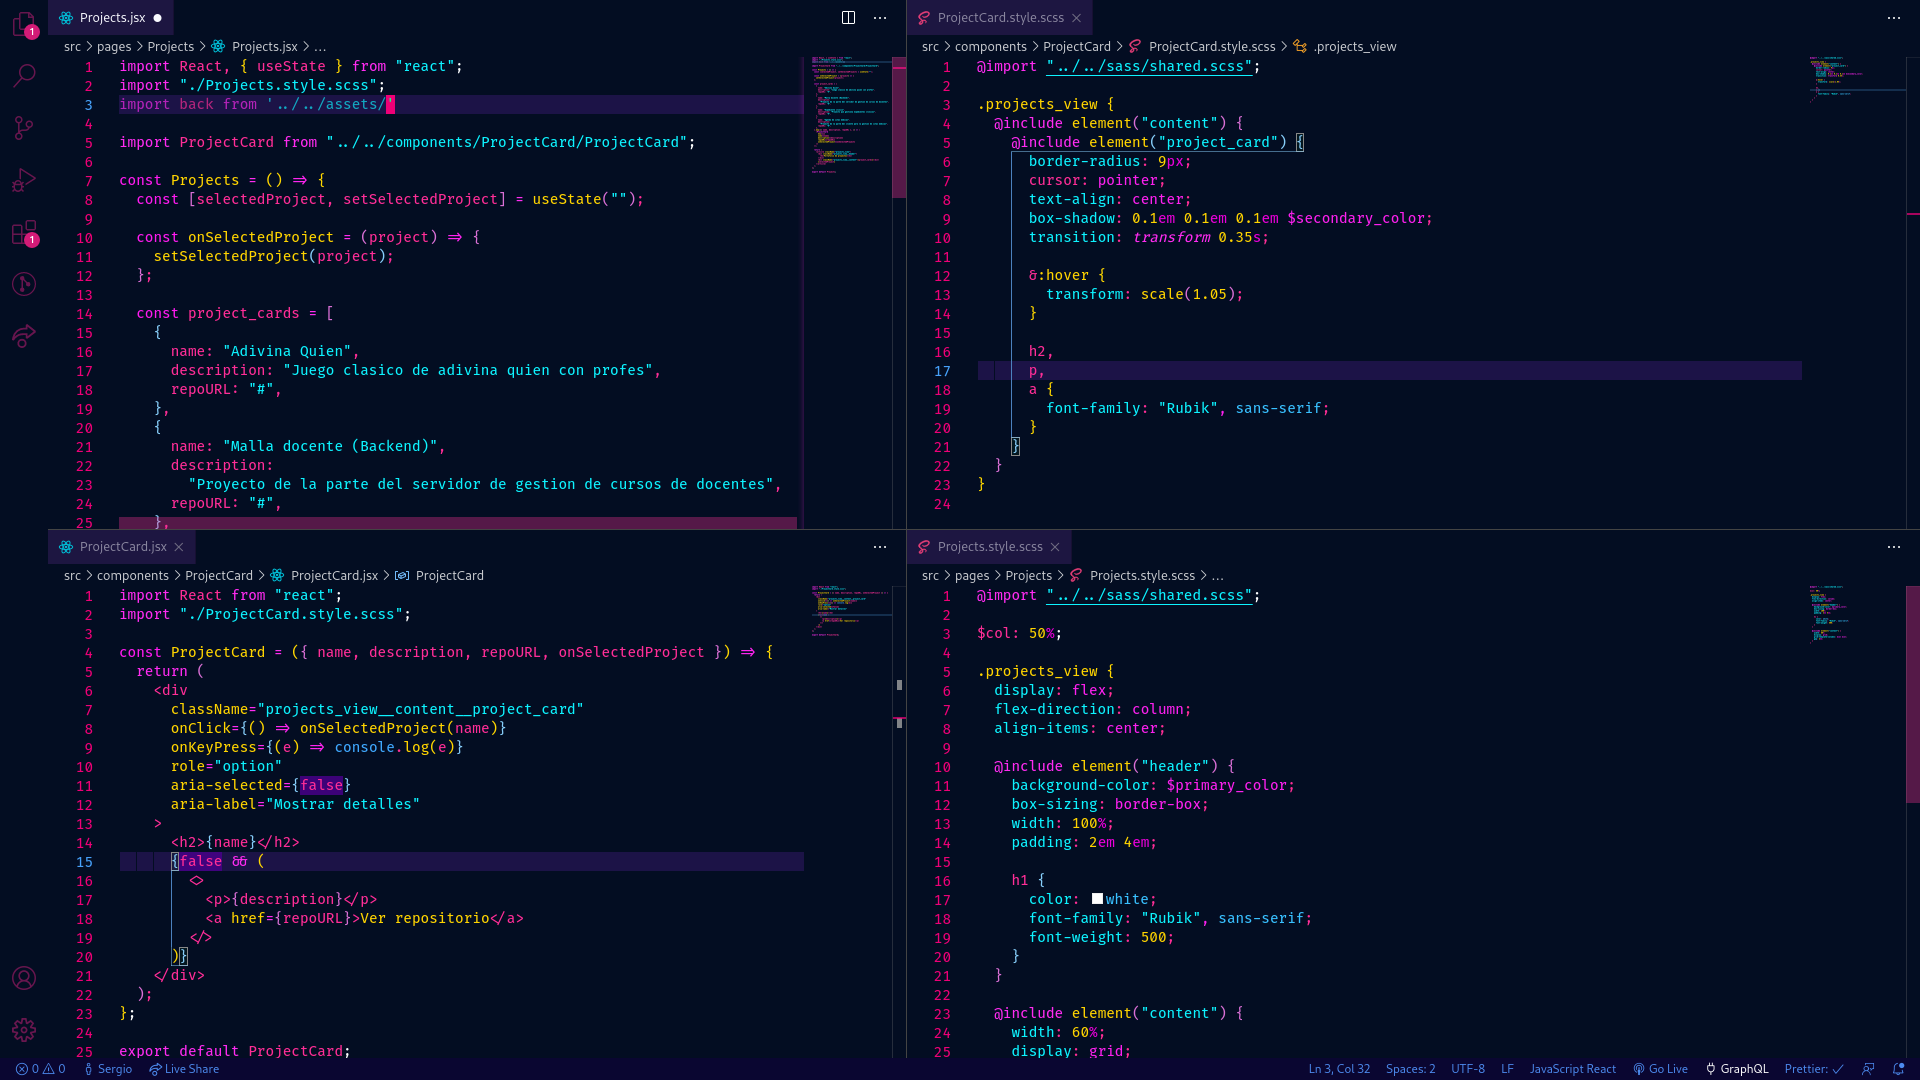 Projects.jsx
src > pages > Projects > Projects.jsx > ...
1 import React, { useState } from "react";
2 import "./Projects.style.scss";
3 import back from '../../assets/'
4
5 import ProjectCard from "../../components/ProjectCard/ProjectCard";
6
7 const Projects = () => {
8   const [selectedProject, setSelectedProject] = useState("");
9
10   const onSelectedProject = (project) => {
11     setSelectedProject(project);
12   };
13
14   const project_cards = [
15     {
16       name: "Adivina Quien",
17       description: "Juego clasico de adivina quien con profes",
18       repoURL: "#",
19     },
20     {
21       name: "Malla docente (Backend)",
22       description:
23         "Proyecto de la parte del servidor de gestion de cursos de docentes",
24       repoURL: "#",
25     },
ProjectCard.style.scss
src > components > ProjectCard > ProjectCard.style.scss > .projects_view
1 @import "../../sass/shared.scss";
2
3 .projects_view {
4   @include element("content") {
5     @include element("project_card") {
6       border-radius: 9px;
7       cursor: pointer;
8       text-align: center;
9       box-shadow: 0.1em 0.1em 0.1em $secondary_color;
10       transition: transform 0.35s;
11
12       &:hover {
13         transform: scale(1.05);
14       }
15
16       h2,
17       p,
18       a {
19         font-family: "Rubik", sans-serif;
20       }
21     }
22   }
23 }
24
ProjectCard.jsx
src > components > ProjectCard > ProjectCard.jsx > ProjectCard
1 import React from "react";
2 import "./ProjectCard.style.scss";
3
4 const ProjectCard = ({ name, description, repoURL, onSelectedProject }) => {
5   return (
6     <div
7       className="projects_view__content__project_card"
8       onClick={() => onSelectedProject(name)}
9       onKeyPress={(e) => console.log(e)}
10       role="option"
11       aria-selected={false}
12       aria-label="Mostrar detalles"
13     >
14       <h2>{name}</h2>
15       {false && (
16         <>
17           <p>{description}</p>
18           <a href={repoURL}>Ver repositorio</a>
19         </>
20       )}
21     </div>
22   );
23 };
24
25 export default ProjectCard;
Projects.style.scss
src > pages > Projects > Projects.style.scss > ...
1 @import "../../sass/shared.scss";
2
3 $col: 50%;
4
5 .projects_view {
6   display: flex;
7   flex-direction: column;
8   align-items: center;
9
10   @include element("header") {
11     background-color: $primary_color;
12     box-sizing: border-box;
13     width: 100%;
14     padding: 2em 4em;
15
16     h1 {
17       color: white;
18       font-family: "Rubik", sans-serif;
19       font-weight: 500;
20     }
21   }
22
23   @include element("content") {
24     width: 60%;
25     display: grid;
1
1
0 0 Sergio Live Share Ln 3, Col 32 Spaces: 2 UTF-8 LF JavaScript React Go Live GraphQL Prettier: ✓